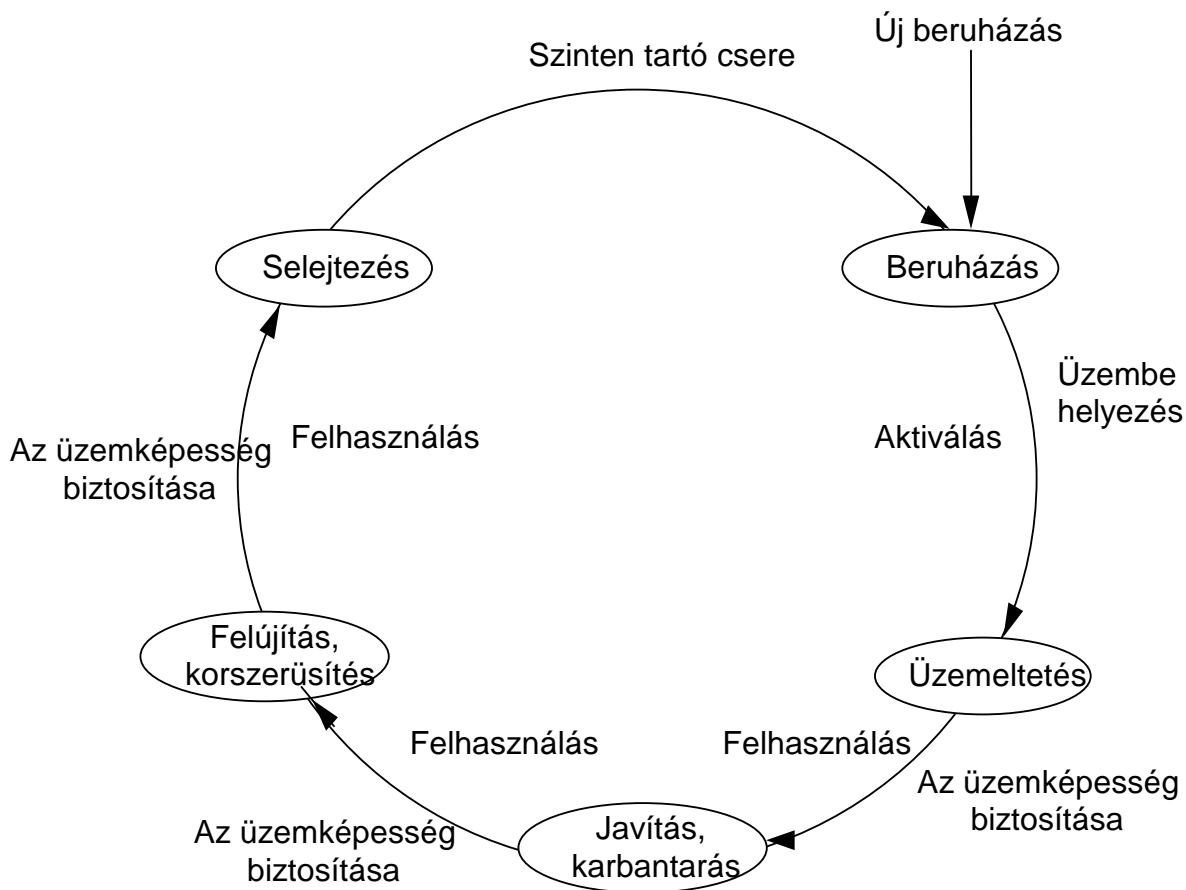 Új beruházás
Szinten tartó csere
Selejtezés
Beruházás
Üzembe
helyezés
Aktiválás
Felhasználás
Az üzemképesség
biztosítása
Felújítás,
korszerüsítés
Üzemeltetés
Felhasználás
Felhasználás
Az üzemképesség
biztosítása
Az üzemképesség
biztosítása
Javítás,
karbantarás